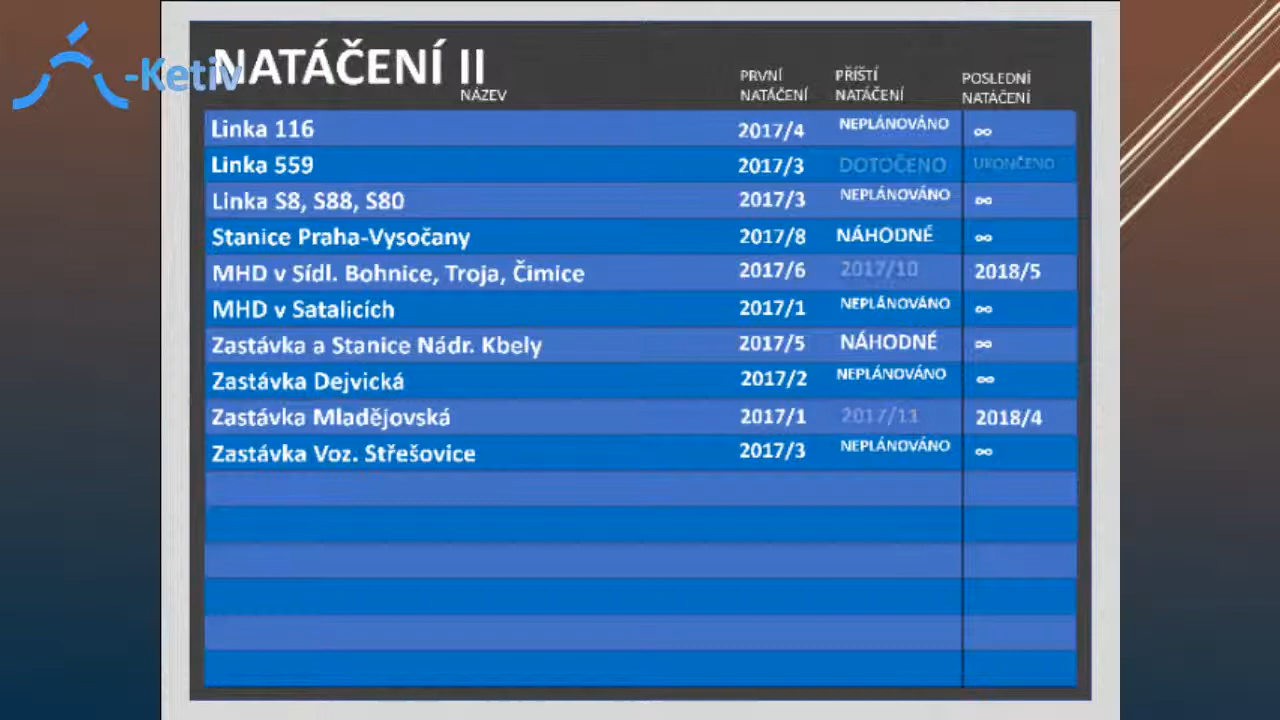 -Ketiv
NATÁČENÍ II
NÁZEV
PRVNÍ
NATÁČENÍ
PŘÍŠTÍ
NATÁČENÍ
POSLEDNÍ
NATÁČENÍ
Linka 116 2017/4 NEPLÁNOVÁNO ∞
Linka 559 2017/3 DOTOČENO UKONČENO
Linka S8, S88, S80 2017/3 NEPLÁNOVÁNO ∞
Stanice Praha-Vysočany 2017/8 NÁHODNÉ ∞
MHD v Sídl. Bohnice, Troja, Čimice 2017/6 2017/10 2018/5
MHD v Satalicích 2017/1 NEPLÁNOVÁNO ∞
Zastávka a Stanice Nádr. Kbely 2017/5 NÁHODNÉ ∞
Zastávka Dejvická 2017/2 NEPLÁNOVÁNO ∞
Zastávka Mladějovská 2017/1 2017/11 2018/4
Zastávka Voz. Střešovice 2017/3 NEPLÁNOVÁNO ∞